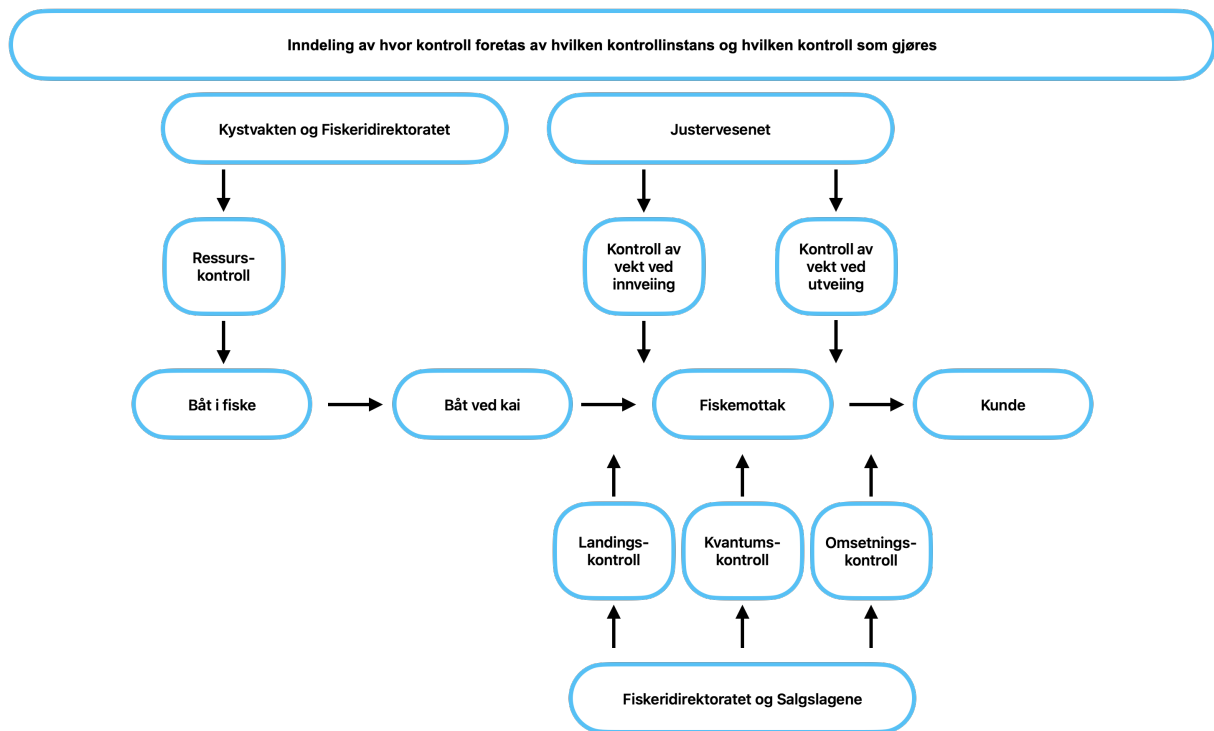 Inndeling av hvor kontroll foretas av hvilken kontrollinstans og hvilken kontroll som gjøres
Kystvakten og Fiskeridirektoratet
Justervesenet
Ressurs-
kontroll
Kontroll av
vekt ved
innveiing
Kontroll av
vekt ved
utveiing
Båt i fiske
Båt ved kai
Fiskemottak
Kunde
Landings-
kontroll
Kvantums-
kontroll
Omsetnings-
kontroll
Fiskeridirektoratet og Salgslagene